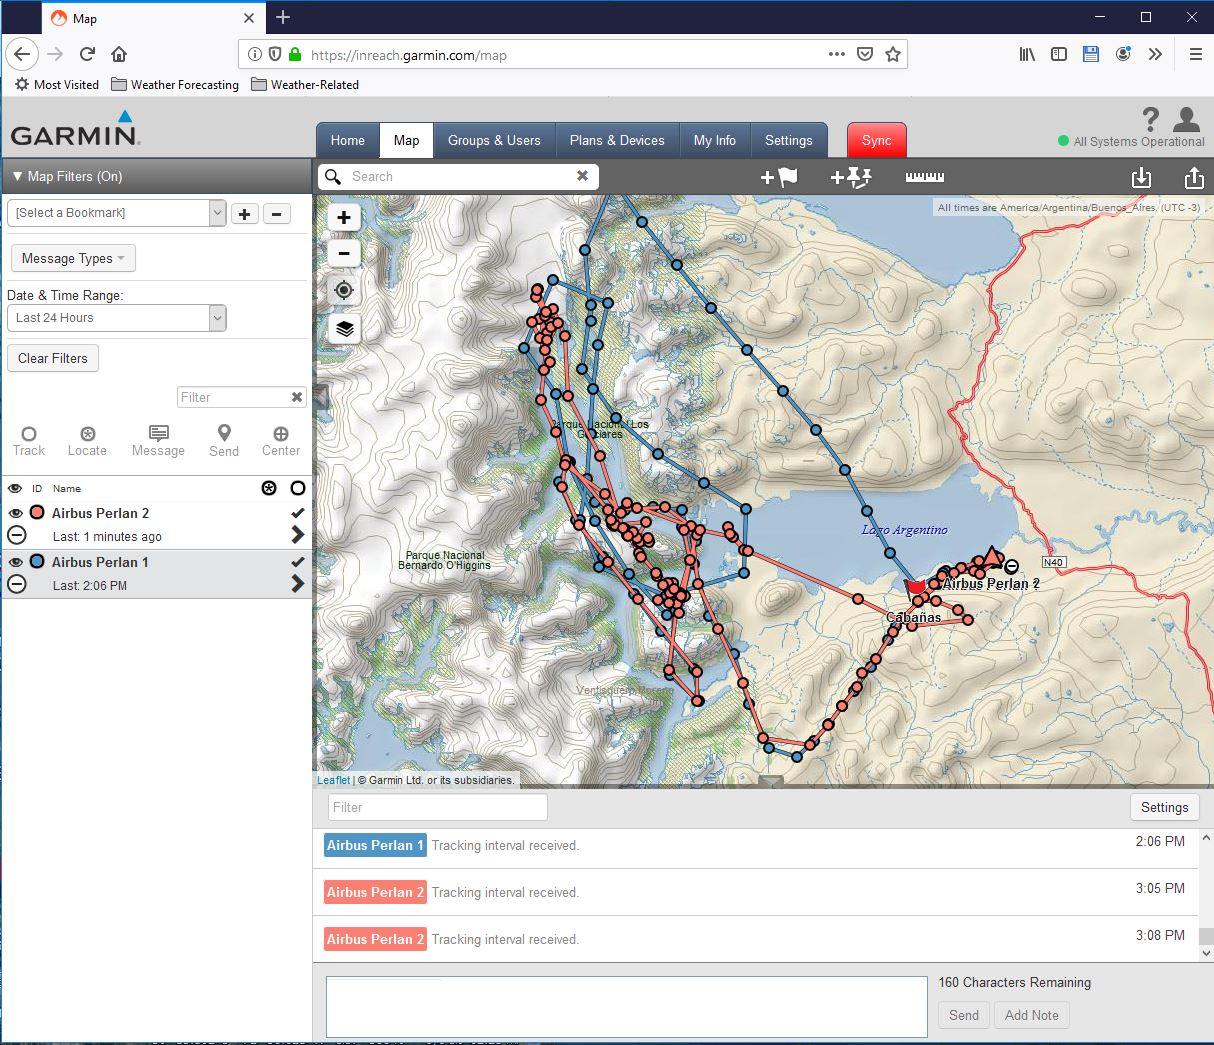 Map
https://inreach.garmin.com/map
Most Visited
Weather Forecasting
Weather-Related
GARMIN
Home
Map
Groups & Users
Plans & Devices
My Info
Settings
Sync
?
All Systems Operational
▼ Map Filters (On)
Search
[Select a Bookmark]
All times are America/Argentina/Buenos_Aires. (UTC -3)
Message Types
Date & Time Range:
Last 24 Hours
Clear Filters
Filter
Track
Locate
Message
Send
Center
ID Name
Airbus Perlan 2
Last: 1 minutes ago
Airbus Perlan 1
Last: 2:06 PM
Lago Argentino
Parque Nacional
Bernardo O'Higgins
N40
Airbus Perlan 2
Cabañas
Ventisquero Moreno
Leaflet | © Garmin Ltd. or its subsidiaries.
Filter
Settings
Airbus Perlan 1 Tracking interval received. 2:06 PM
Airbus Perlan 2 Tracking interval received. 3:05 PM
Airbus Perlan 2 Tracking interval received. 3:08 PM
160 Characters Remaining
Send
Add Note